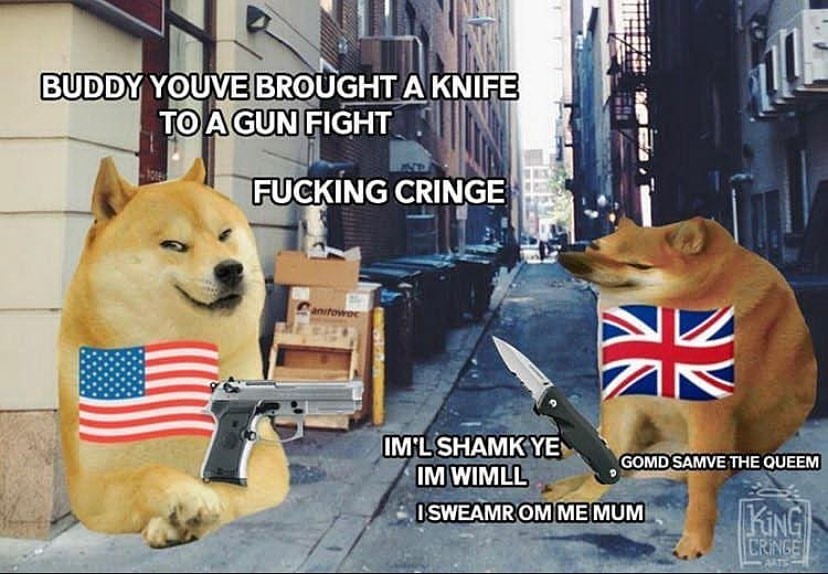 BUDDY YOUVE BROUGHT A KNIFE
TO A GUN FIGHT
FUCKING CRINGE
IM'L SHAMK YE
IM WIMLL
I SWEAMR OM ME MUM
GOMD SAMVE THE QUEEM
KING
CRINGE
ARTS